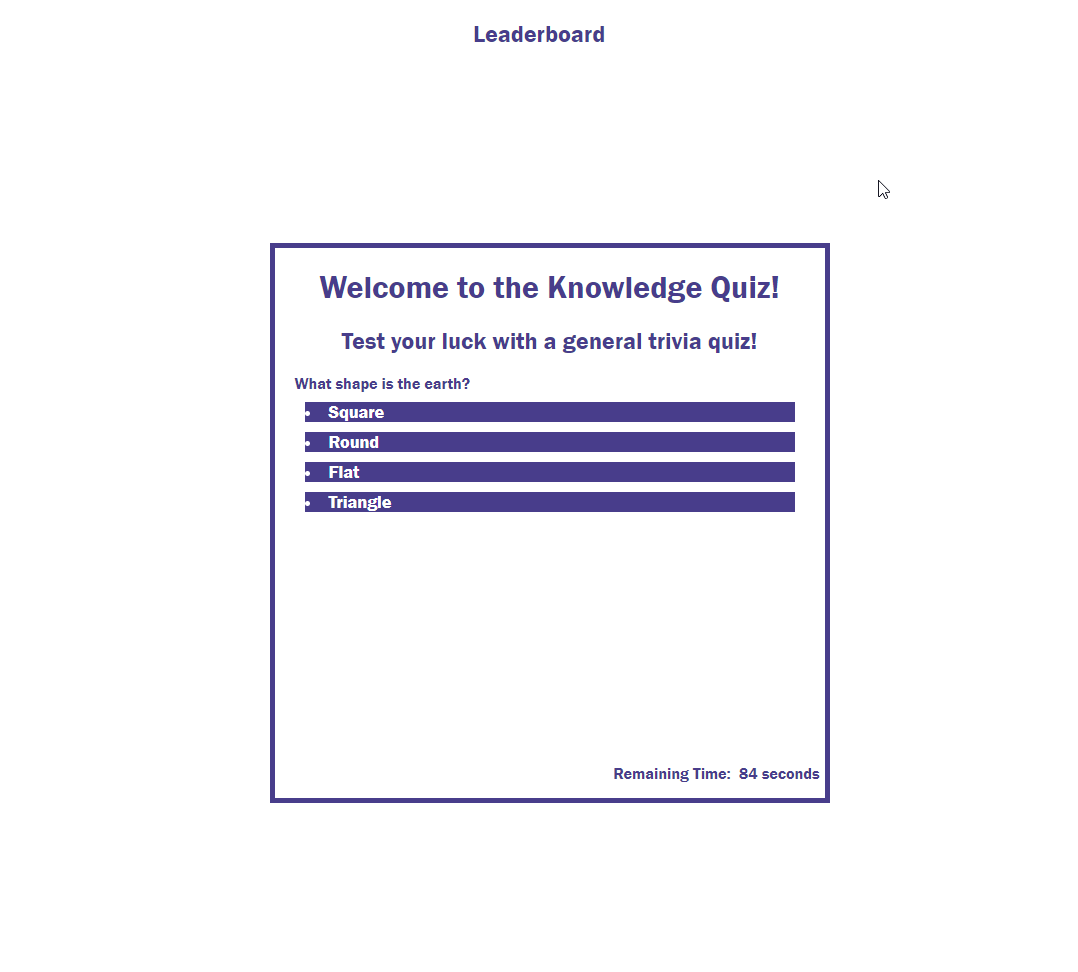 Leaderboard
Welcome to the Knowledge Quiz!
Test your luck with a general trivia quiz!
What shape is the earth?
• Square
• Round
• Flat
• Triangle
Remaining Time: 84 seconds